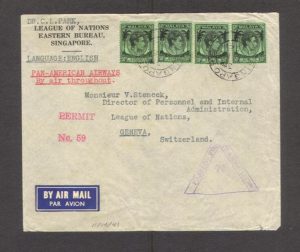 DR. C. L. PARK,
LEAGUE OF NATIONS
EASTERN BUREAU,
SINGAPORE.
LANGUAGE: ENGLISH
PAN-AMERICAN AIRWAYS
By air throughout.
Monsieur V. Stencek,
Director of Personnel and Internal
Administration,
PERMIT
League of Nations,
No. 59
GENEVA,
Switzerland.
BY AIR MAIL
PAR AVION